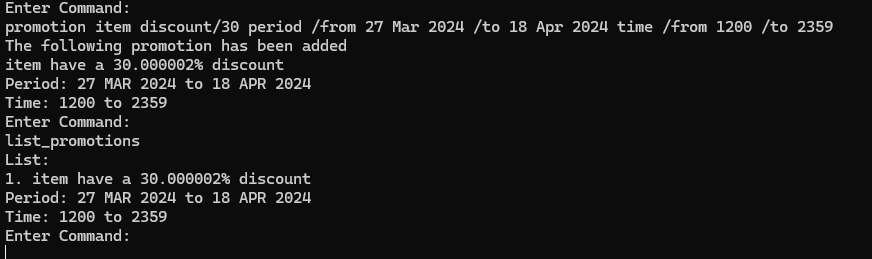 Enter Command:
promotion item discount/30 period /from 27 Mar 2024 /to 18 Apr 2024 time /from 1200 /to 2359
The following promotion has been added
item have a 30.000002% discount
Period: 27 MAR 2024 to 18 APR 2024
Time: 1200 to 2359
Enter Command:
list_promotions
List:
1. item have a 30.000002% discount
Period: 27 MAR 2024 to 18 APR 2024
Time: 1200 to 2359
Enter Command: